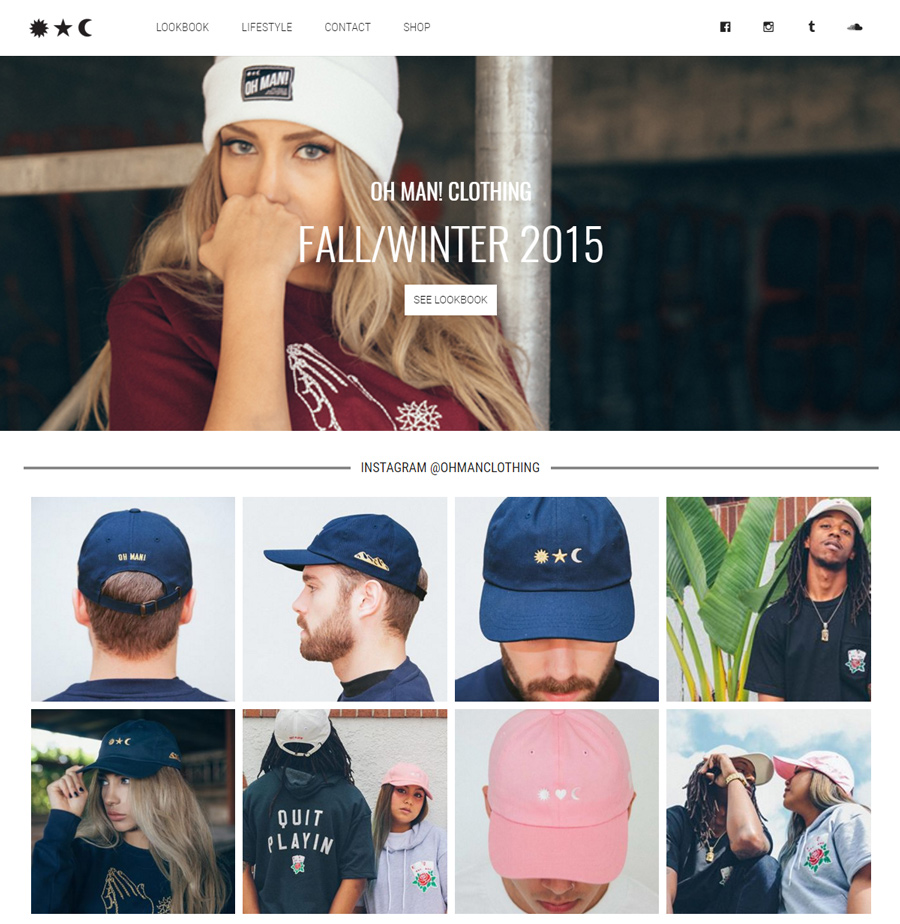 LOOKBOOK LIFESTYLE CONTACT SHOP
OH MAN!
OH MAN! CLOTHING
FALL/WINTER 2015
SEE LOOKBOOK
INSTAGRAM @OHMANCLOTHING
OH MAN!
QUIT
PLAYIN